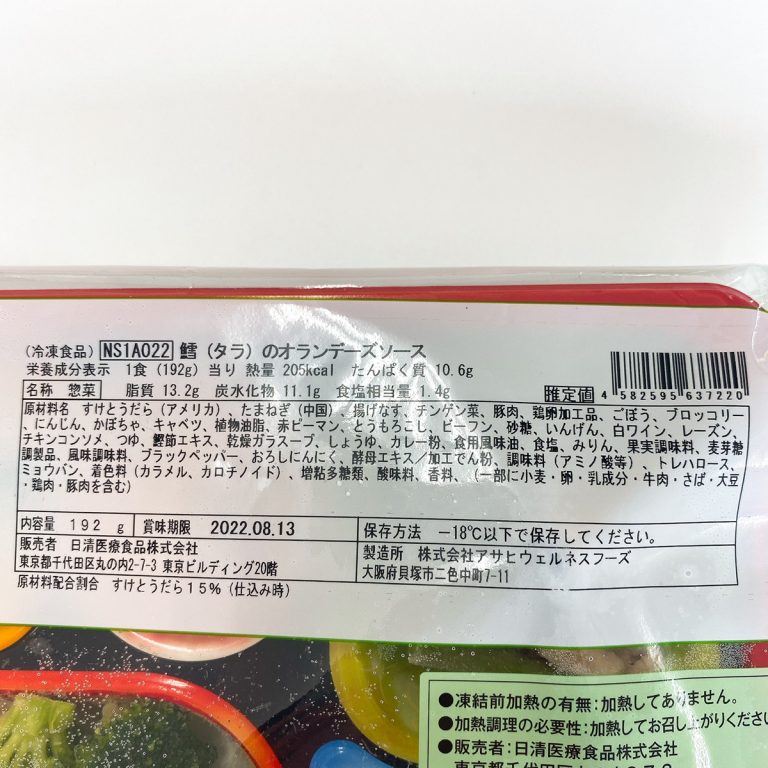 (冷凍食品) NS1A022 鱈(タラ)のオランデーズソース
栄養成分表示 1食(192g)当り 熱量 205kcal たんぱく質 10.6g
名称 惣菜 脂質 13.2g 炭水化物 11.1g 食塩相当量 1.4g
推定値 4 582595 637220
原材料名 すけとうだら(アメリカ)、たまねぎ(中国)、揚げなす、チンゲン菜、豚肉、鶏卵加工品、ごぼう、ブロッコリー
、にんじん、かぼちゃ、キャベツ、植物油脂、赤ピーマン、とうもろこし、ビーフン、砂糖、いんげん、白ワイン、レーズン、
チキンコンソメ、つゆ、鰹節エキス、乾燥ガラスープ、しょうゆ、カレー粉、食用風味油、食塩、みりん、果実調味料、麦芽糖
調製品、風味調味料、ブラックペッパー、おろしにんにく、酵母エキス/加工でん粉、調味料(アミノ酸等)、トレハロース、
ミョウバン、着色料(カラメル、カロチノイド)、増粘多糖類、酸味料、香料、(一部に小麦・卵・乳成分・牛肉・さば・大豆
・鶏肉・豚肉を含む)
内容量 192 g 賞味期限 2022.08.13 保存方法 -18℃以下で保存してください。
販売者 日清医療食品株式会社
東京都千代田区丸の内2-7-3 東京ビルディング20階
製造所 株式会社アサヒウェルネスフーズ
大阪府貝塚市二色中町7-11
原材料配合割合 すけとうだら15%(仕込み時)
●凍結前加熱の有無:加熱してありません。
●加熱調理の必要性:加熱してお召し上がりくださ
●販売者:日清医療食品株式会社